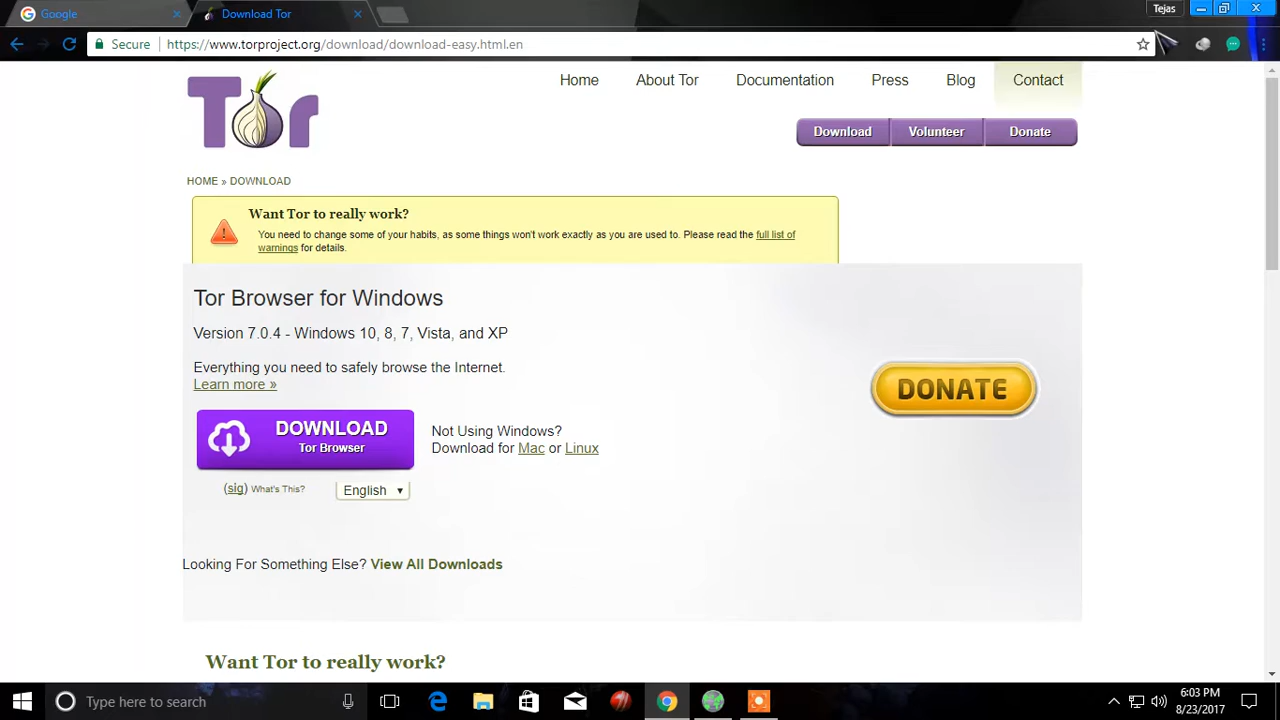 Google
Download Tor
Tejas
Secure
https://www.torproject.org/download/download-easy.html.en
Tor
Home
About Tor
Documentation
Press
Blog
Contact
Download
Volunteer
Donate
HOME » DOWNLOAD
Want Tor to really work?
You need to change some of your habits, as some things won't work exactly as you are used to. Please read the full list of
warnings for details.
Tor Browser for Windows
Version 7.0.4 - Windows 10, 8, 7, Vista, and XP
Everything you need to safely browse the Internet.
Learn more »
DONATE
DOWNLOAD
Tor Browser
Not Using Windows?
Download for Mac or Linux
(sig) What's This?
English
Looking For Something Else? View All Downloads
Want Tor to really work?
Type here to search
6:03 PM
8/23/2017